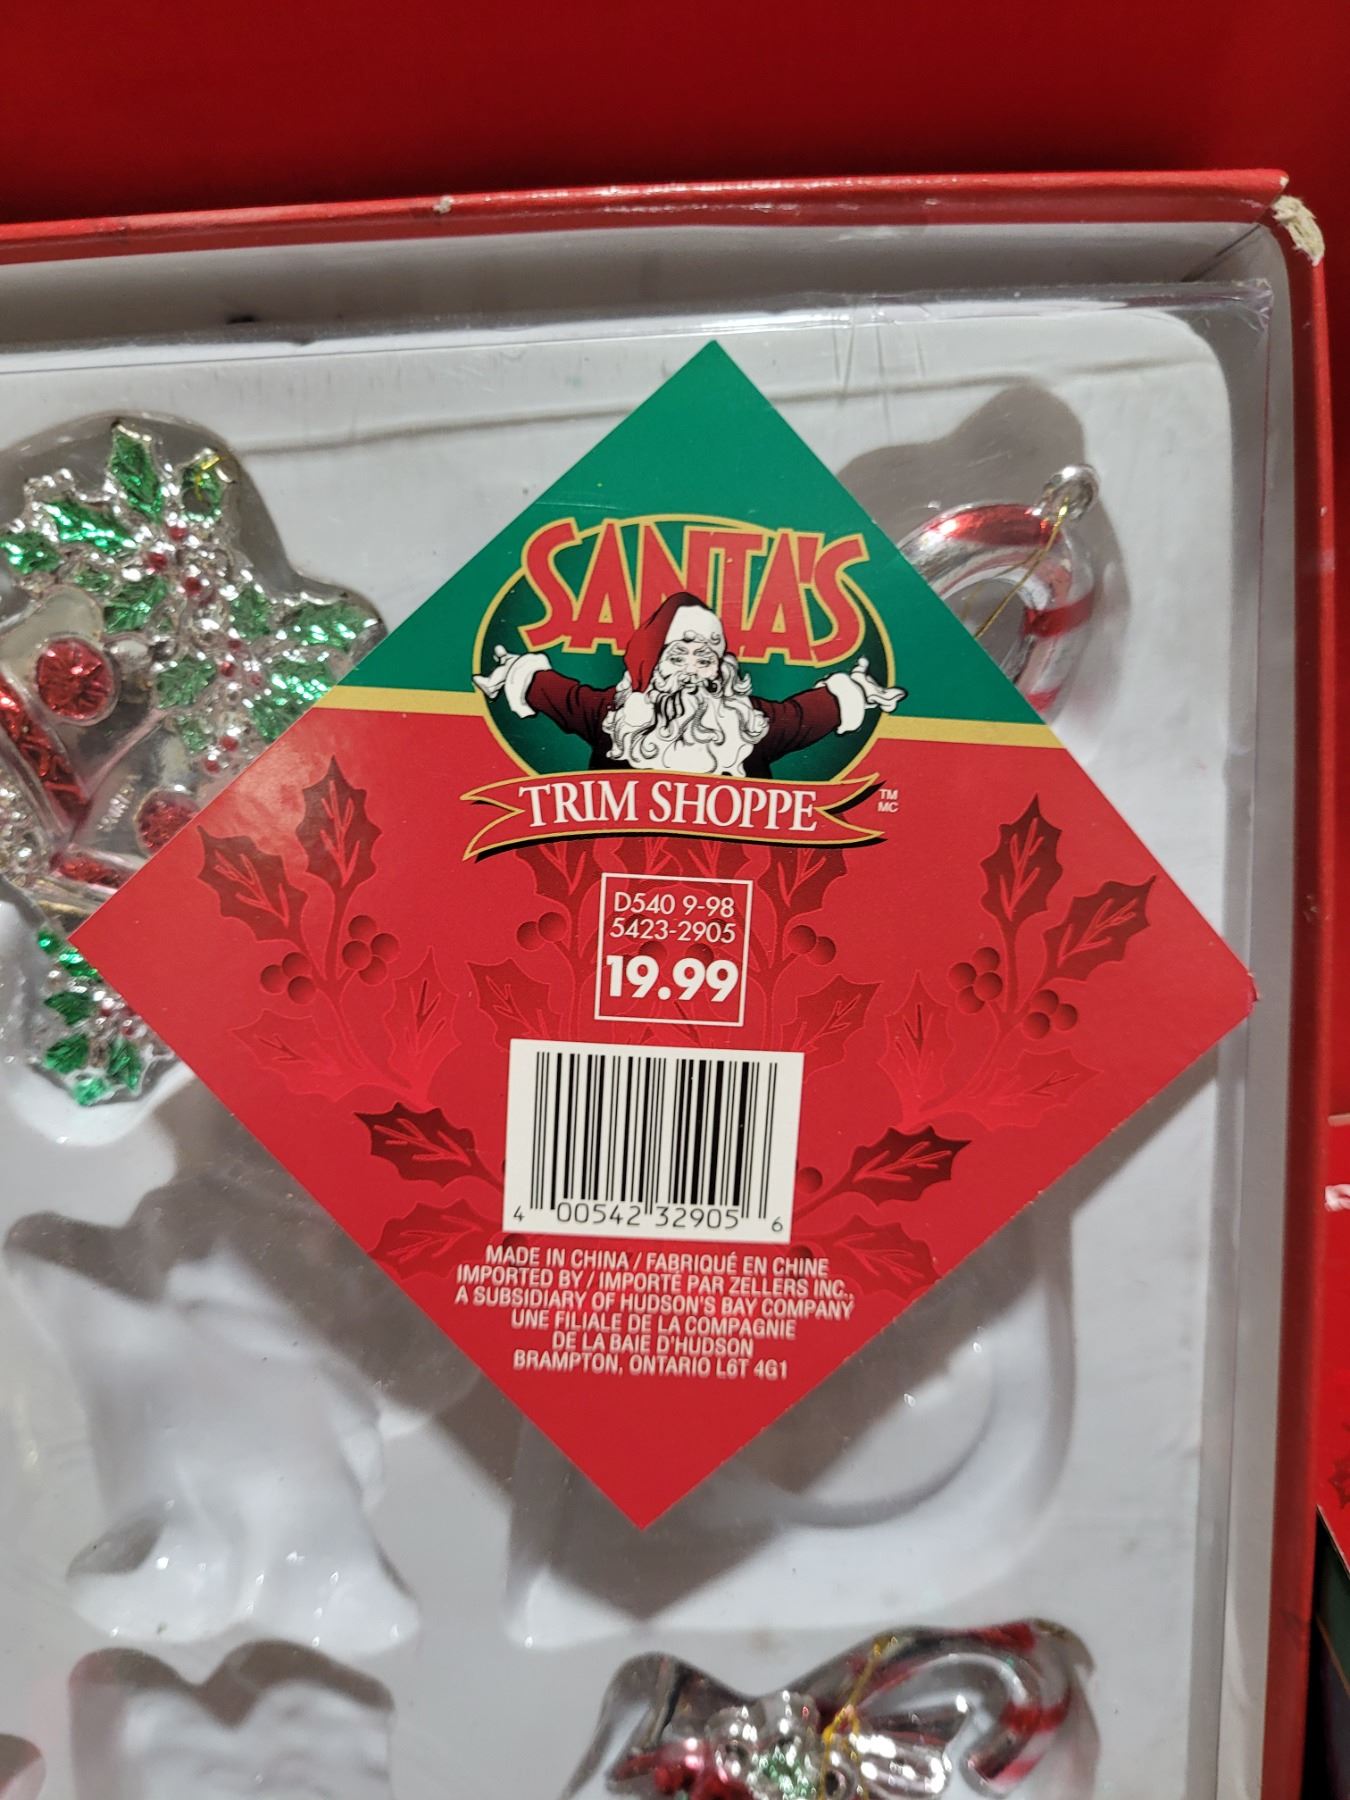 SANTA'S
TRIM SHOPPE
TM
MC
D540 9-98
5423-2905
19.99
4 00542 32905 6
MADE IN CHINA / FABRIQUÉ EN CHINE
IMPORTED BY / IMPORTÉ PAR ZELLERS INC.,
A SUBSIDIARY OF HUDSON'S BAY COMPANY
UNE FILIALE DE LA COMPAGNIE
DE LA BAIE D'HUDSON
BRAMPTON, ONTARIO L6T 4G1